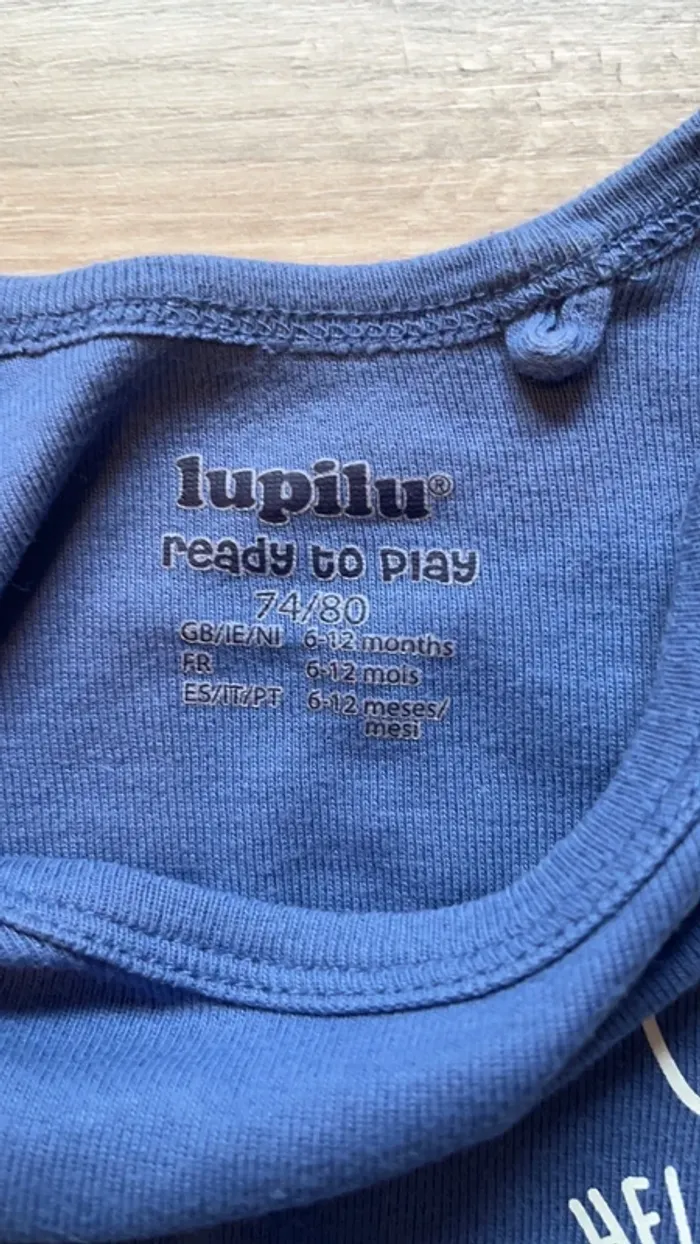 lupilu®
ready to play
74/80
GB/IE/NI 6-12 months
FR 6-12 mois
ES/IT/PT 6-12 meses/
mesi